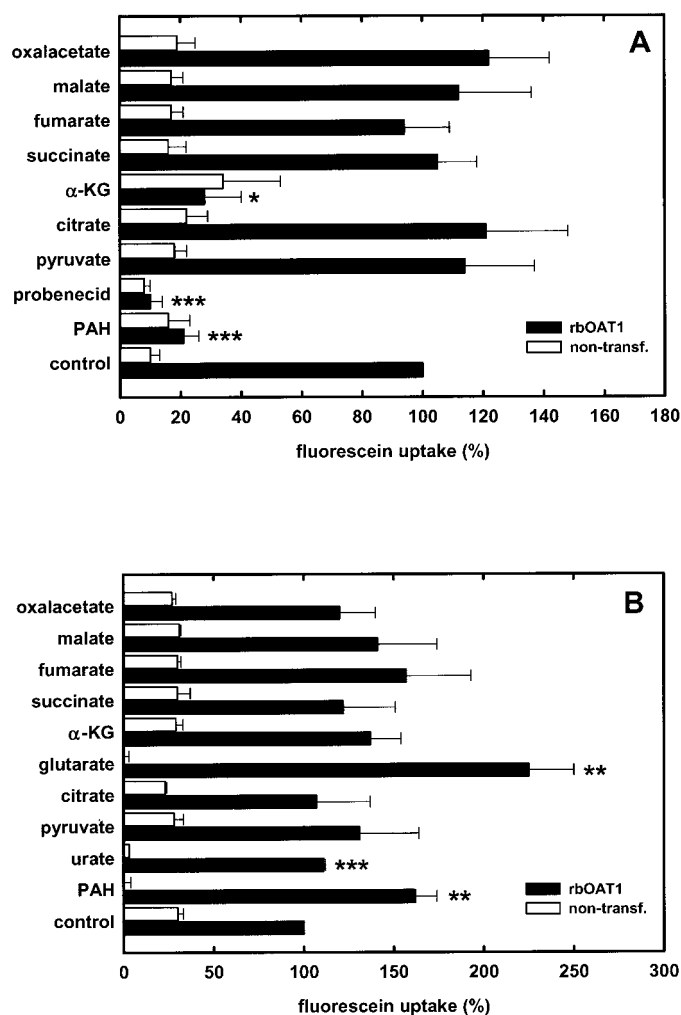 A
oxalacetate
malate
fumarate
succinate
α-KG
*
citrate
pyruvate
probenecid
***
PAH
***
control
rbOAT1
non-transf.
0 20 40 60 80 100 120 140 160 180
fluorescein uptake (%)
B
oxalacetate
malate
fumarate
succinate
α-KG
glutarate
**
citrate
pyruvate
urate
***
PAH
**
control
rbOAT1
non-transf.
0 50 100 150 200 250 300
fluorescein uptake (%)